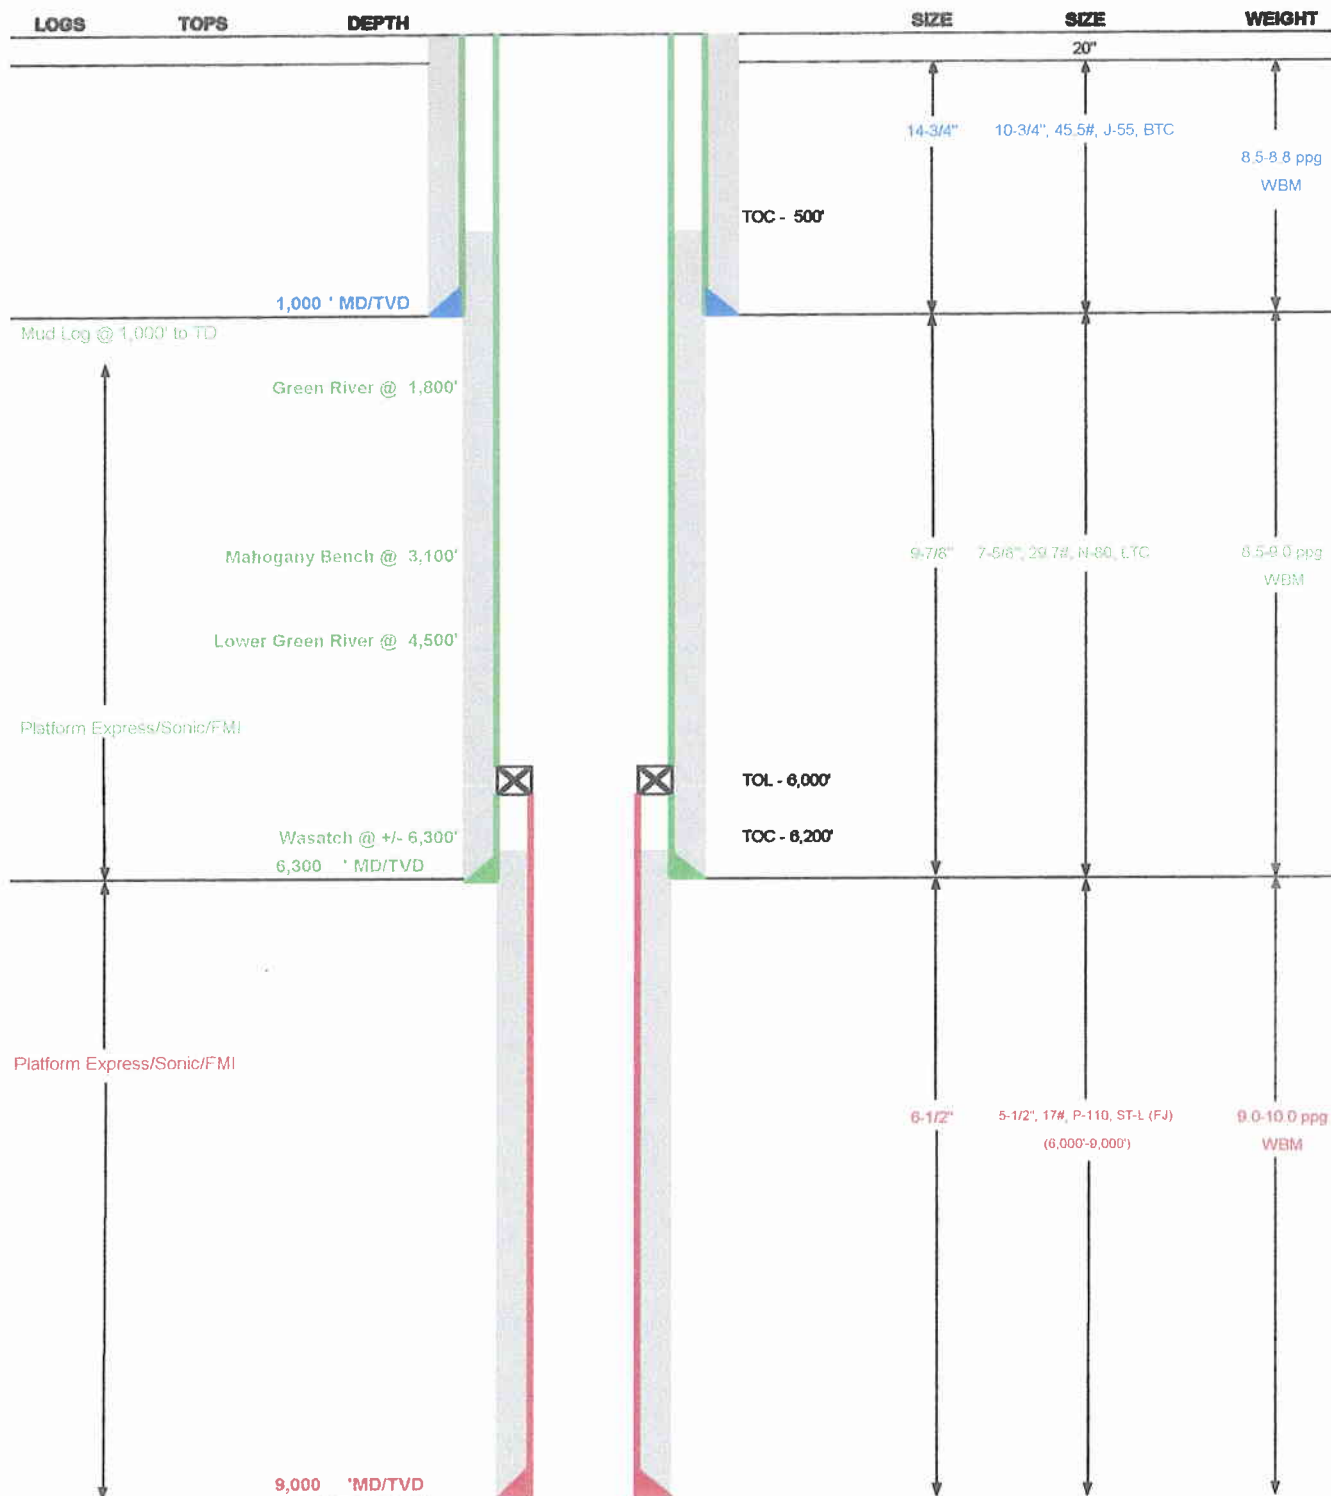 LOGS TOPS DEPTH SIZE SIZE WEIGHT
20"
14-3/4" 10-3/4", 45.5#, J-55, BTC
8.5-8.8 ppg
WBM
TOC - 500'
1,000 ' MD/TVD
Mud Log @ 1,000' to TD
Green River @ 1,800'
Mahogany Bench @ 3,100'
9-7/8" 7-5/8", 29.7#, N-80, LTC
8.5-9.0 ppg
WBM
Lower Green River @ 4,500'
Platform Express/Sonic/FMI
TOL - 6,000'
Wasatch @ +/- 6,300'
TOC - 6,200'
6,300 ' MD/TVD
Platform Express/Sonic/FMI
6-1/2" 5-1/2", 17#, P-110, ST-L (FJ)
(6,000'-9,000')
9.0-10.0 ppg
WBM
9,000 'MD/TVD